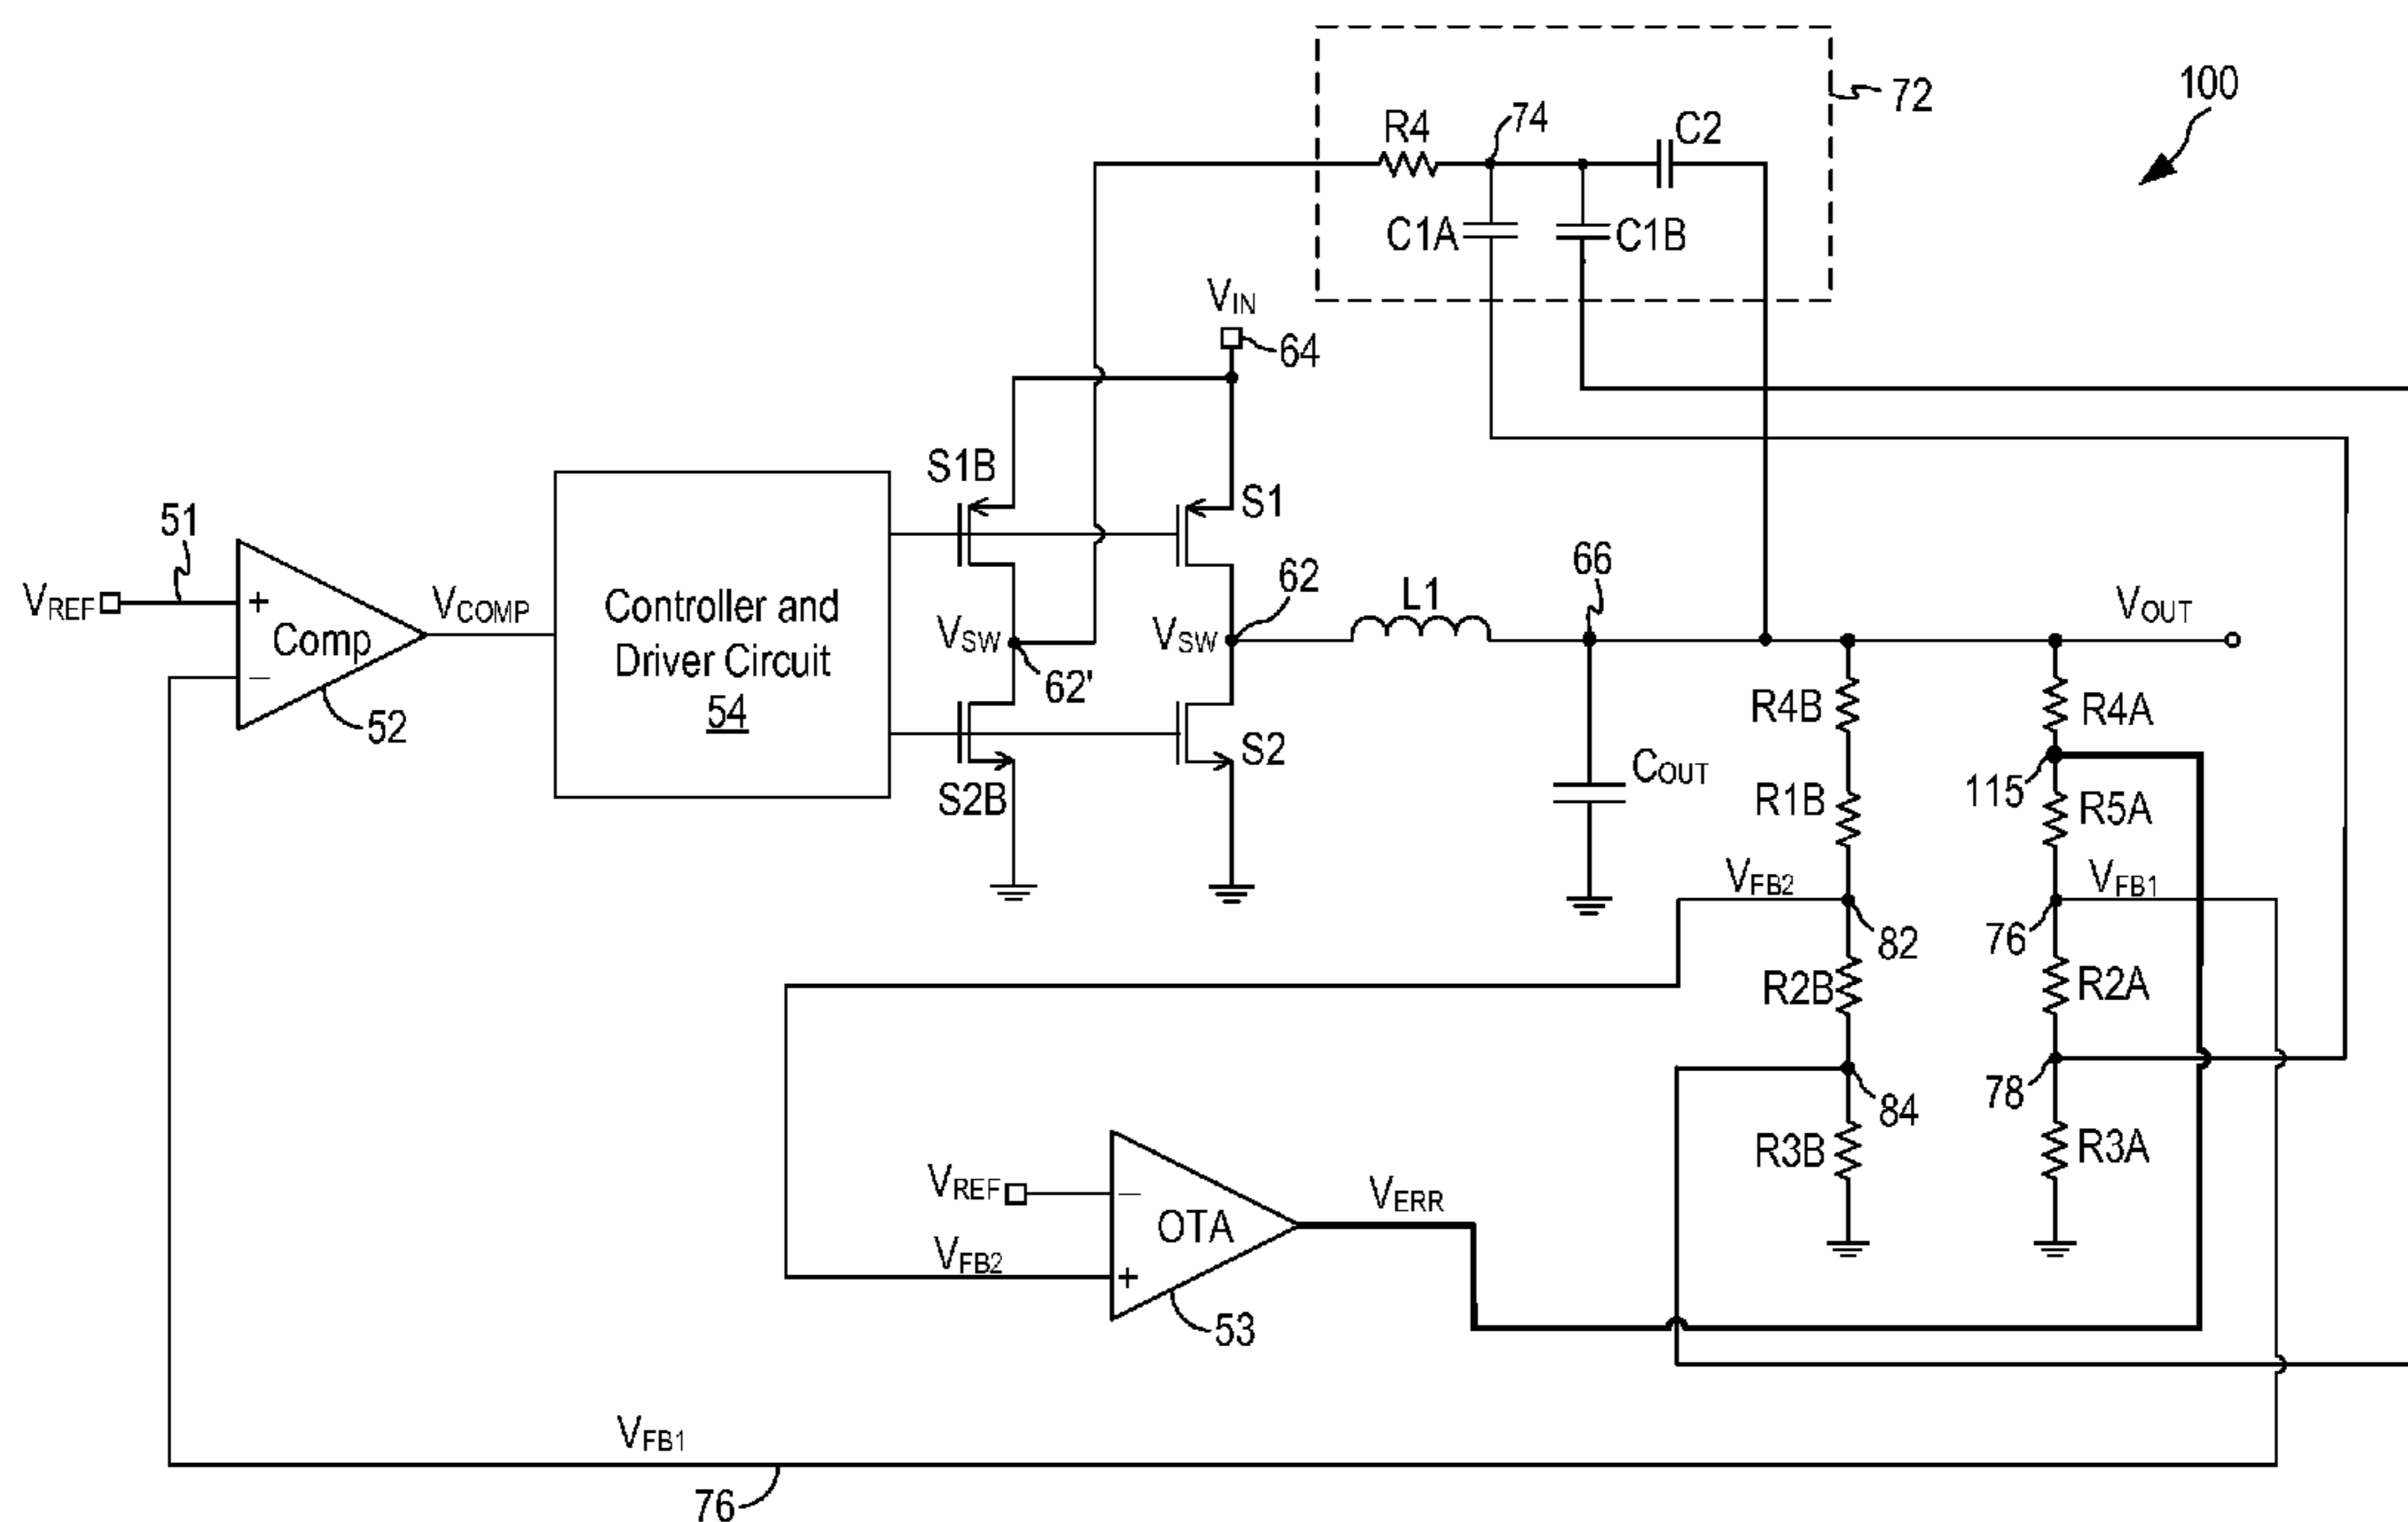 100
72
R4
74
C2
C1A
C1B
VIN
64
S1B
S1
51
VREF
+
Comp
−
VCOMP
52
Controller and
Driver Circuit
54
VSW
62'
VSW
62
S2B
S2
L1
66
VOUT
COUT
R4B
R4A
115
R1B
R5A
VFB2
VFB1
82
76
R2B
R2A
84
78
R3B
R3A
VREF
−
OTA
VERR
VFB2
+
53
VFB1
76